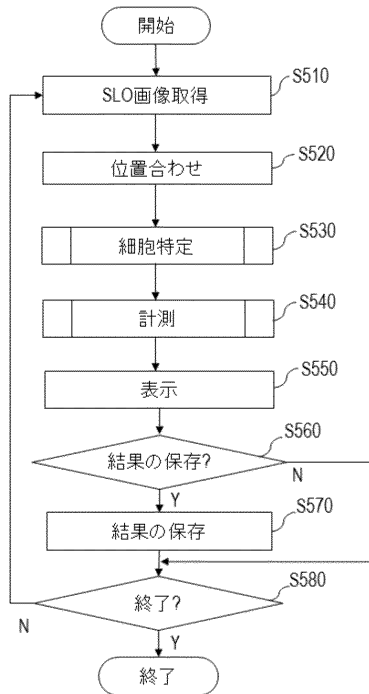 開始
SLO画像取得
S510
位置合わせ
S520
細胞特定
S530
計測
S540
表示
S550
結果の保存?
S560
N
Y
結果の保存
S570
終了?
S580
N
Y
終了